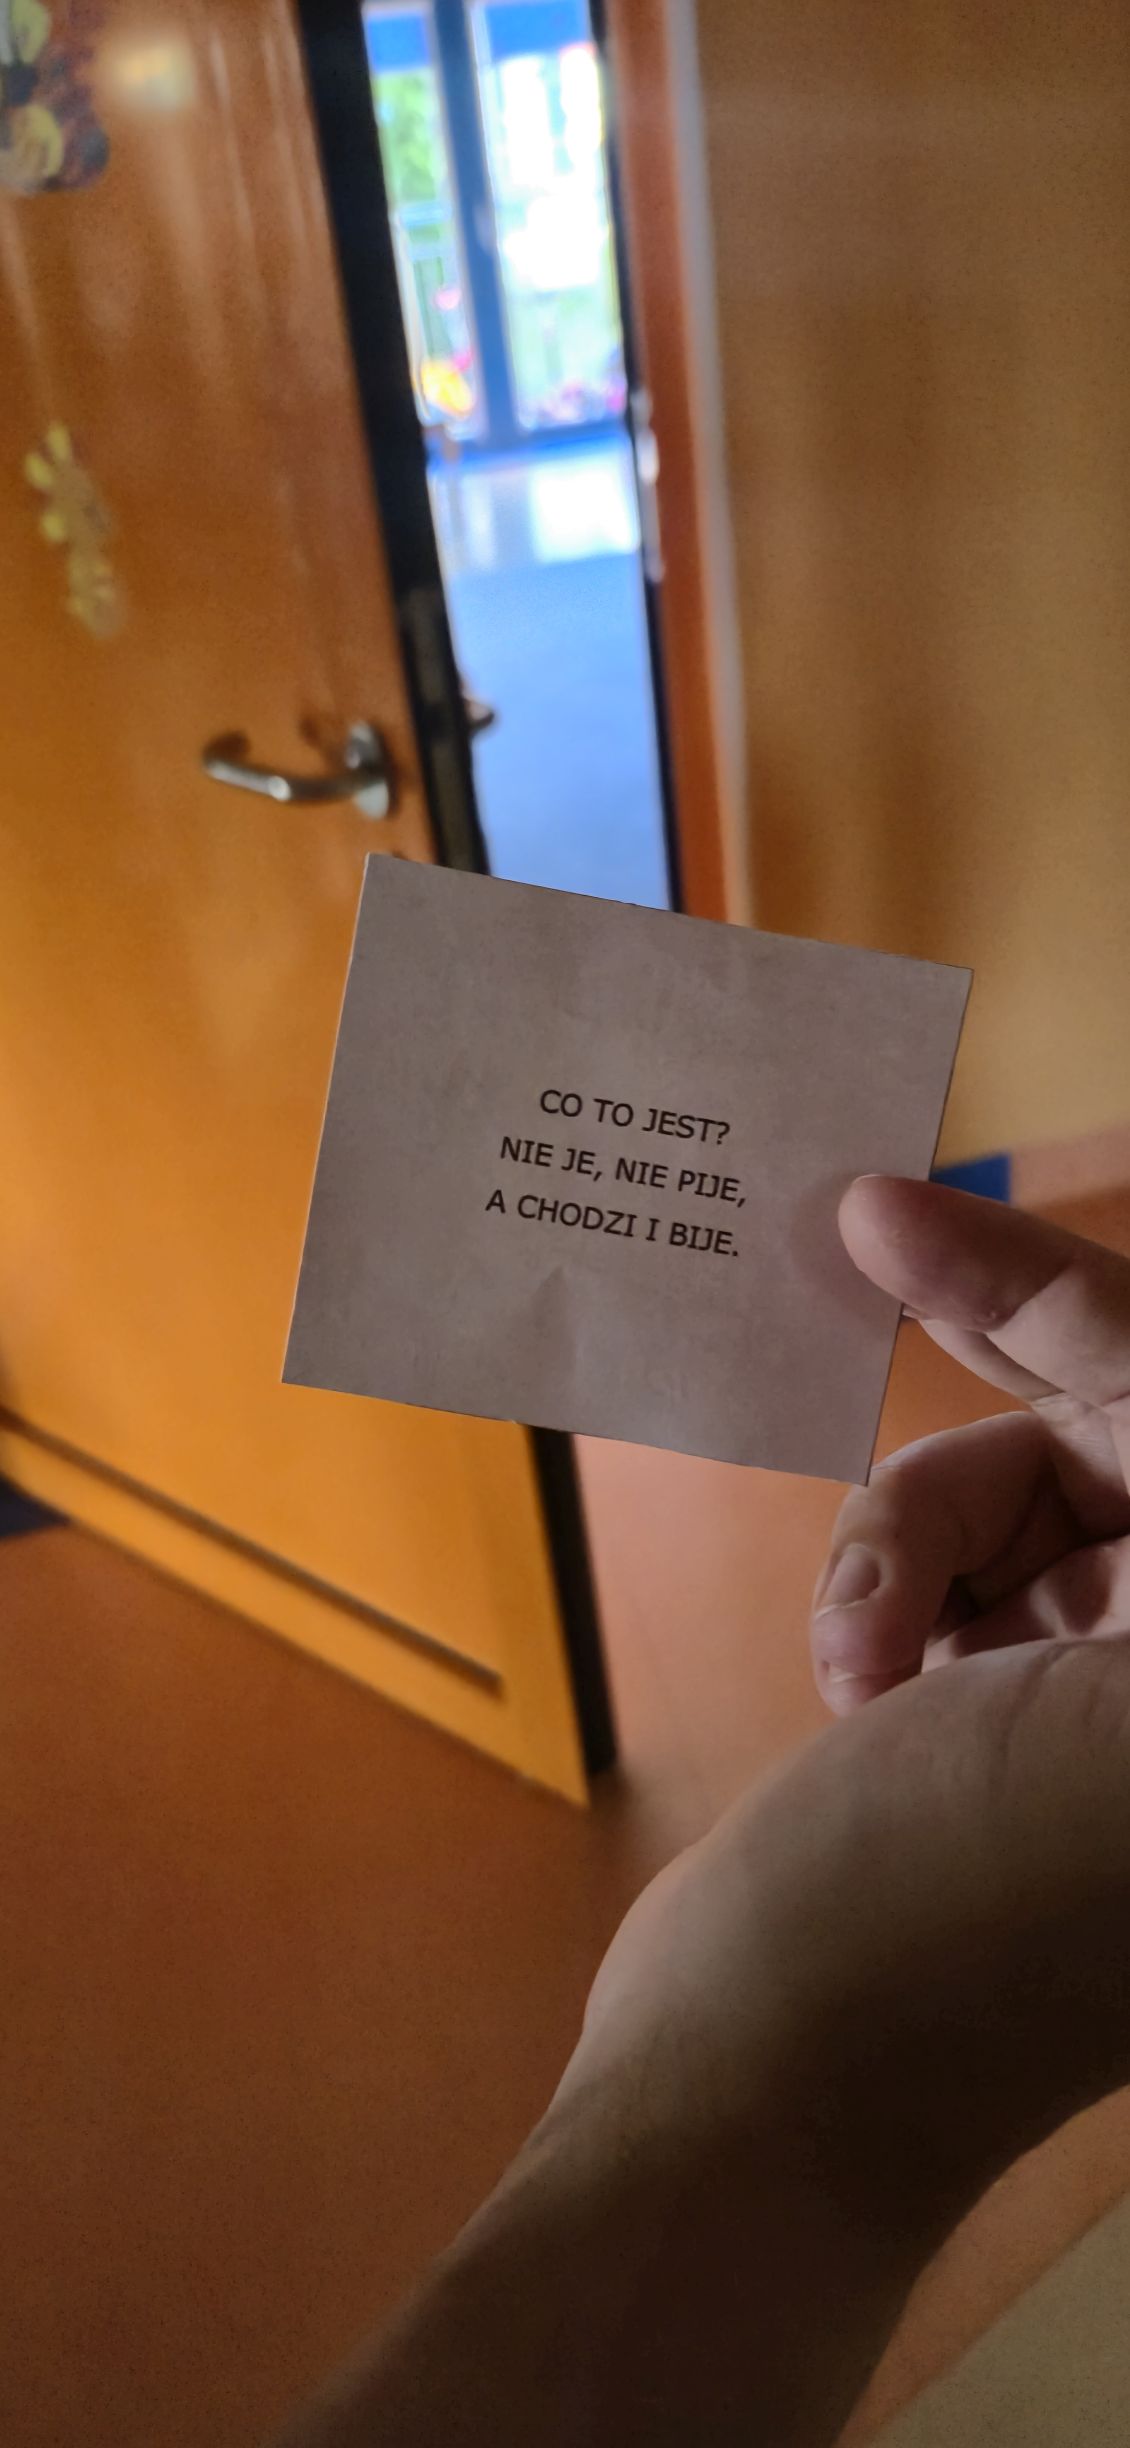 CO TO JEST?
NIE JE, NIE PIJE,
A CHODZI I BIJE.